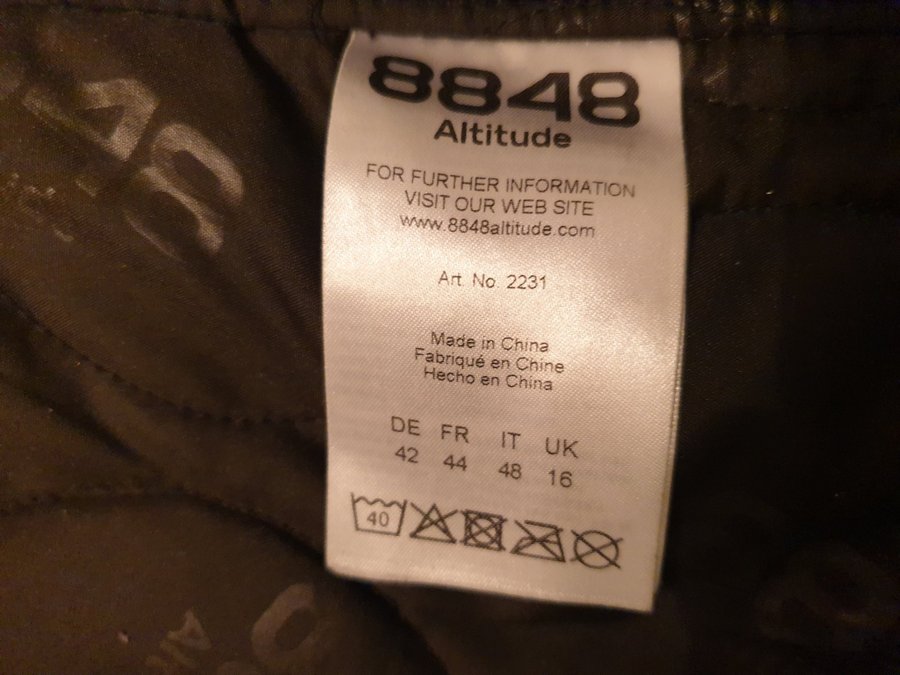 8848
Altitude
FOR FURTHER INFORMATION
VISIT OUR WEB SITE
www.8848altitude.com
Art. No. 2231
Made in China
Fabriqué en Chine
Hecho en China
DE FR IT UK
42 44 48 16
40